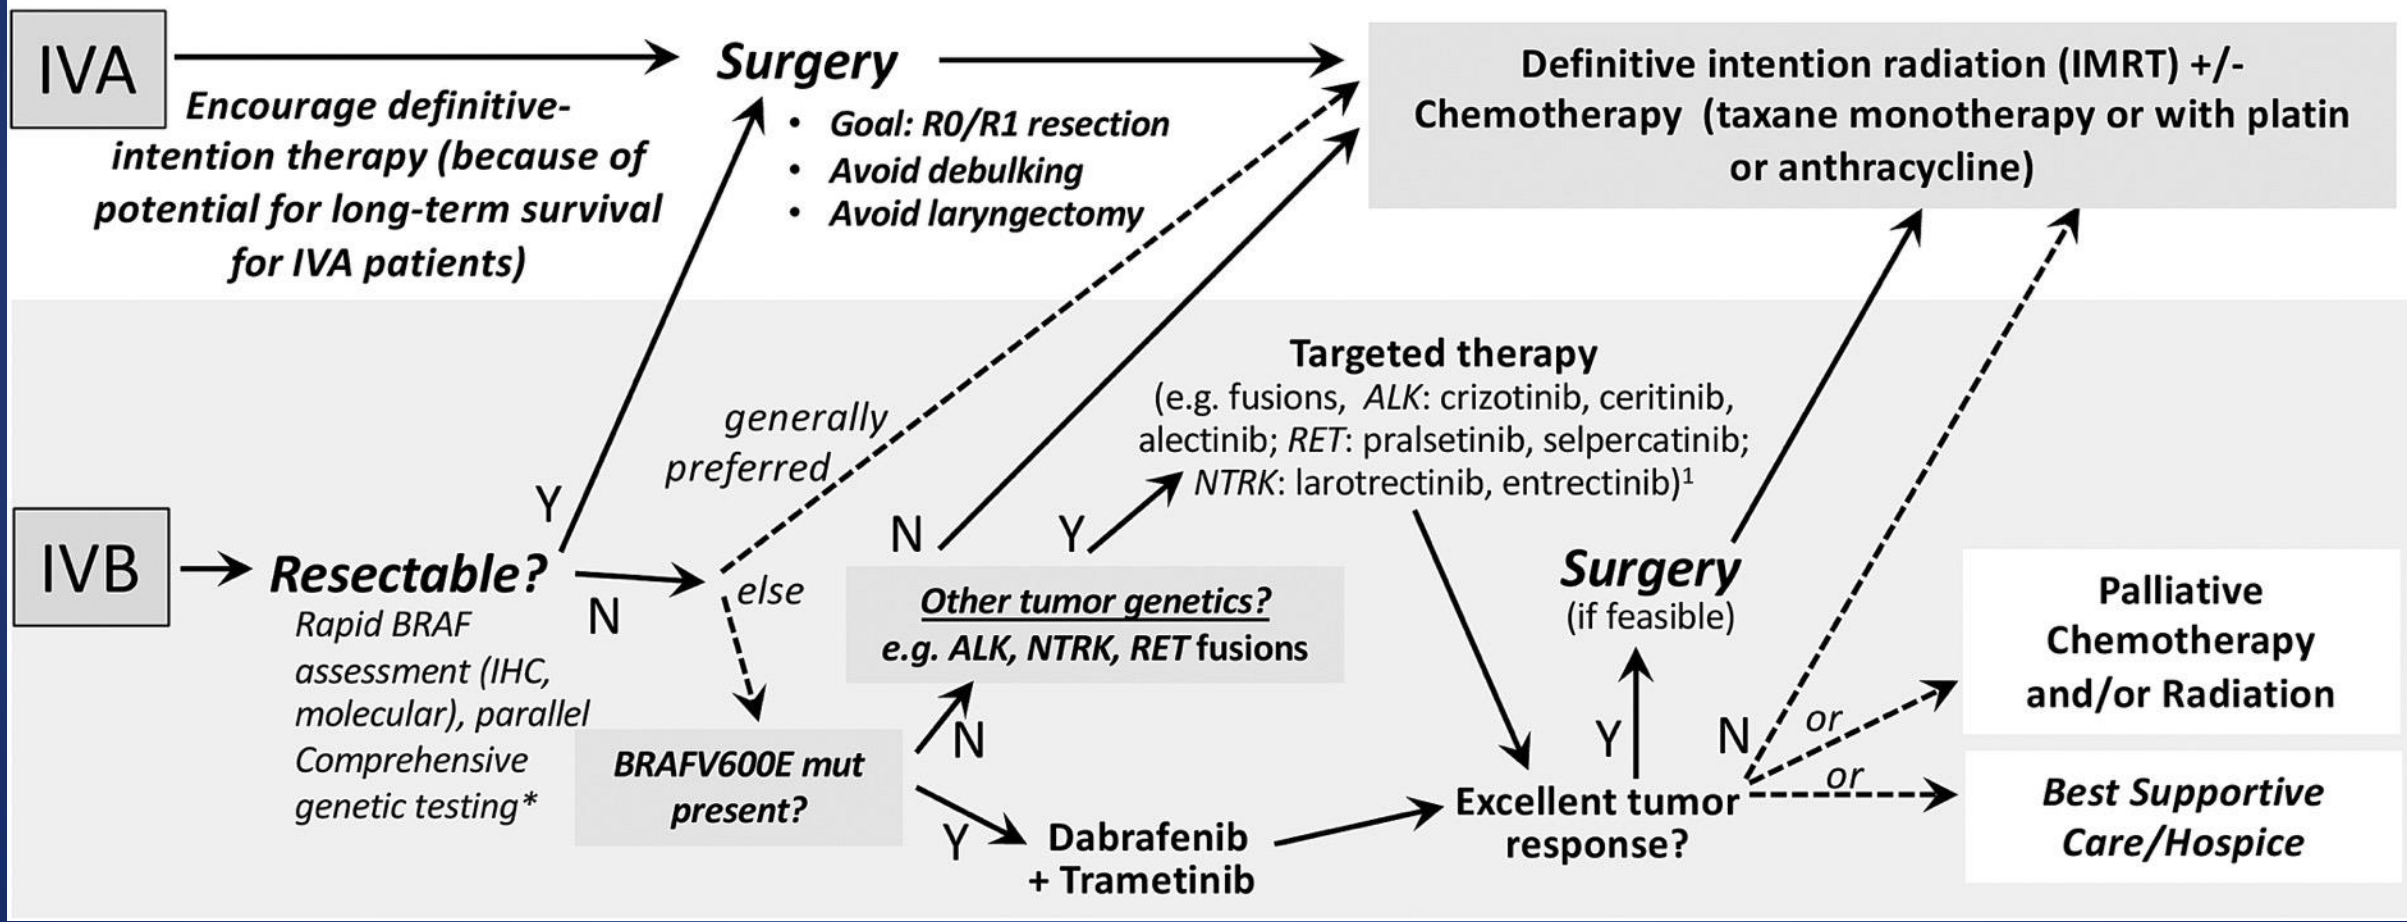 IVA
Encourage definitive-
intention therapy (because of
potential for long-term survival
for IVA patients)
Surgery
• Goal: R0/R1 resection
• Avoid debulking
• Avoid laryngectomy
Definitive intention radiation (IMRT) +/-
Chemotherapy (taxane monotherapy or with platin
or anthracycline)
IVB
Resectable?
Rapid BRAF
assessment (IHC,
molecular), parallel
Comprehensive
genetic testing*
Y
N
generally
preferred
else
BRAFV600E mut
present?
N
Y
Other tumor genetics?
e.g. ALK, NTRK, RET fusions
N
Y
Targeted therapy
(e.g. fusions, ALK: crizotinib, ceritinib,
alectinib; RET: pralsetinib, selpercatinib;
NTRK: larotrectinib, entrectinib)¹
Dabrafenib
+ Trametinib
Excellent tumor
response?
Y
Surgery
(if feasible)
N
or
or
Palliative
Chemotherapy
and/or Radiation
Best Supportive
Care/Hospice